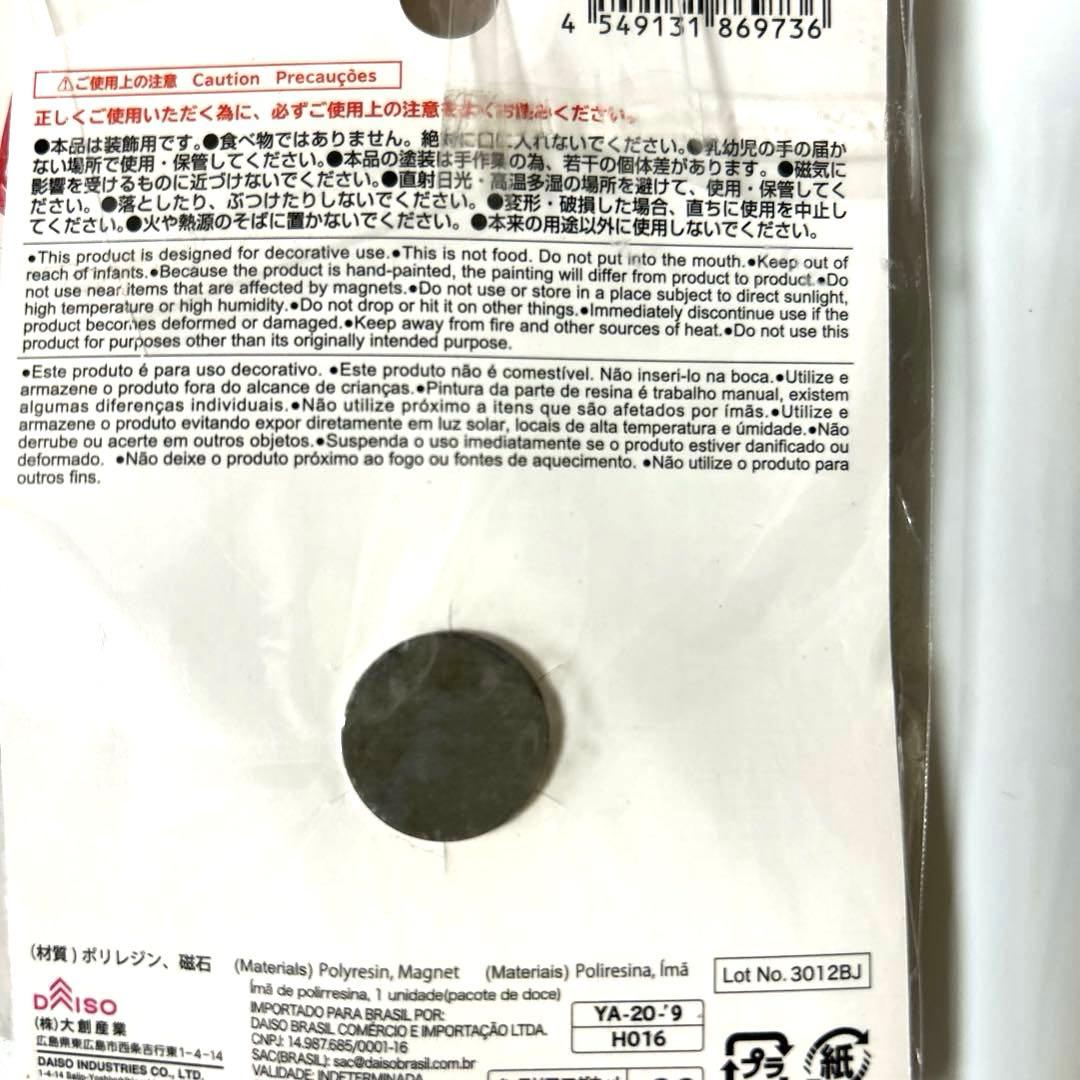 4 549131 869736
⚠ご使用上の注意 Caution Precauções
正しくご使用いただく為に、必ずご使用上の注意をよくお読みください。
●本品は装飾用です。●食べ物ではありません。絶対に口に入れないでください。●乳幼児の手の届か
ない場所で使用・保管してください。●本品の塗装は手作業の為、若干の個体差があります。●磁気に
影響を受けるものに近づけないでください。●直射日光・高温多湿の場所を避けて、使用・保管してく
ださい。●落としたり、ぶつけたりしないでください。●変形・破損した場合、直ちに使用を中止し
てください。●火や熱源のそばに置かないでください。●本来の用途以外に使用しないでください。
●This product is designed for decorative use.●This is not food. Do not put into the mouth.●Keep out of
reach of infants.●Because the product is hand-painted, the painting will differ from product to product.●Do
not use near items that are affected by magnets.●Do not use or store in a place subject to direct sunlight,
high temperature or high humidity.●Do not drop or hit it on other things.●Immediately discontinue use if the
product becomes deformed or damaged.●Keep away from fire and other sources of heat.●Do not use this
product for purposes other than its originally intended purpose.
●Este produto é para uso decorativo. ●Este produto não é comestível. Não inseri-lo na boca.●Utilize e
armazene o produto fora do alcance de crianças.●Pintura da parte de resina é trabalho manual, existem
algumas diferenças individuais.●Não utilize próximo a itens que são afetados por ímãs.●Utilize e
armazene o produto evitando expor diretamente em luz solar, locais de alta temperatura e úmidade.●Não
derrube ou acerte em outros objetos.●Suspenda o uso imediatamente se o produto estiver danificado ou
deformado. ●Não deixe o produto próximo ao fogo ou fontes de aquecimento. ●Não utilize o produto para
outros fins.
(材質) ポリレジン、磁石 (Materials) Polyresin, Magnet (Materiais) Poliresina, Ímã
Lot No. 3012BJ
DAISO
(株)大創産業
広島県東広島市西条吉行東1-4-14
DAISO INDUSTRIES CO., LTD.
Ímã de polirresina, 1 unidade(pacote de doce)
IMPORTADO PARA BRASIL POR:
DAISO BRASIL COMÉRCIO E IMPORTAÇÃO LTDA.
CNPJ: 14.987.685/0001-16
SAC(BRASIL): sac@daisobrasil.com.br
VALIDADE: INDETERMINADA
H016
プラ
紙